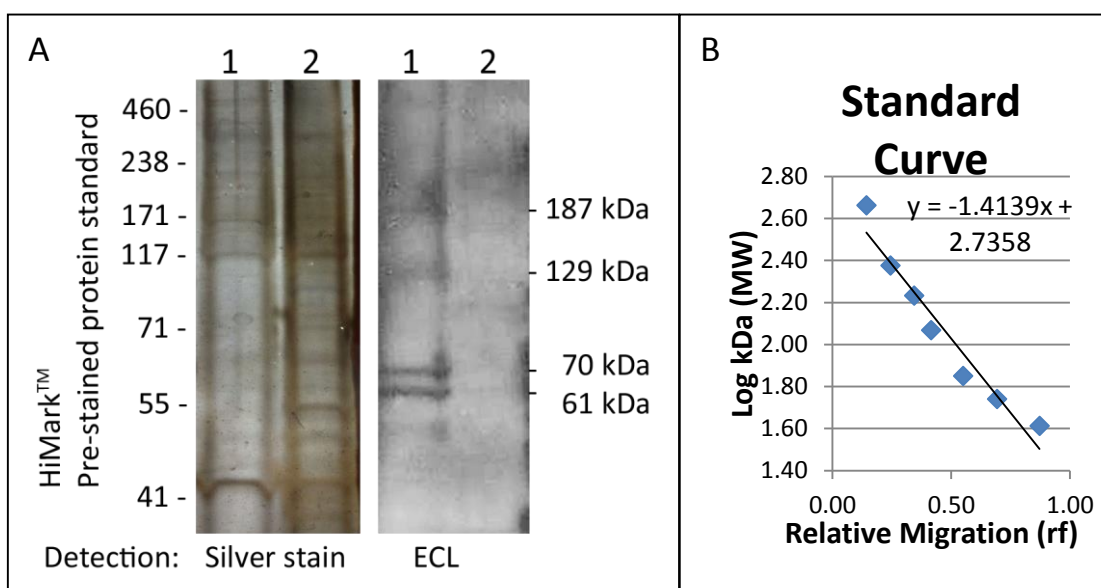 A
1 2 1 2
HiMark™
Pre-stained protein standard
460 -
238 -
171 -
117 -
71 -
55 -
41 -
- 187 kDa
- 129 kDa
- 70 kDa
- 61 kDa
Detection: Silver stain ECL
B
Standard
Curve
y = -1.4139x +
2.7358
Log kDa (MW)
2.80
2.60
2.40
2.20
2.00
1.80
1.60
1.40
0.00 0.50 1.00
Relative Migration (rf)